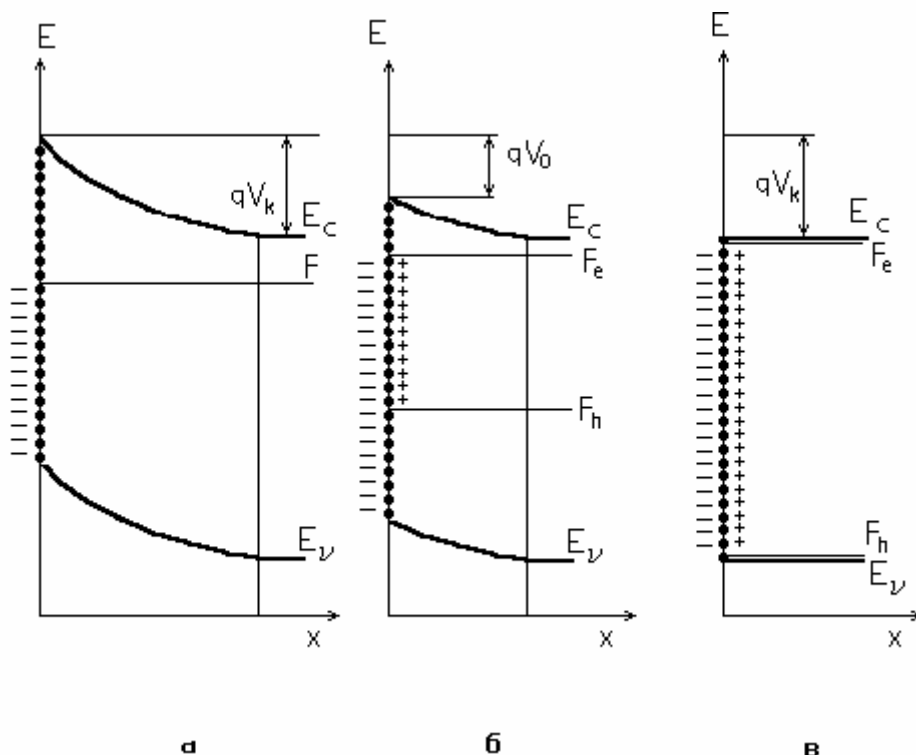 E
qV_k
E_c
F
E_ν
x
а
E
qV_0
E_c
F_e
F_h
E_ν
x
б
E
qV_k
E_c
F_e
F_h
E_ν
x
в